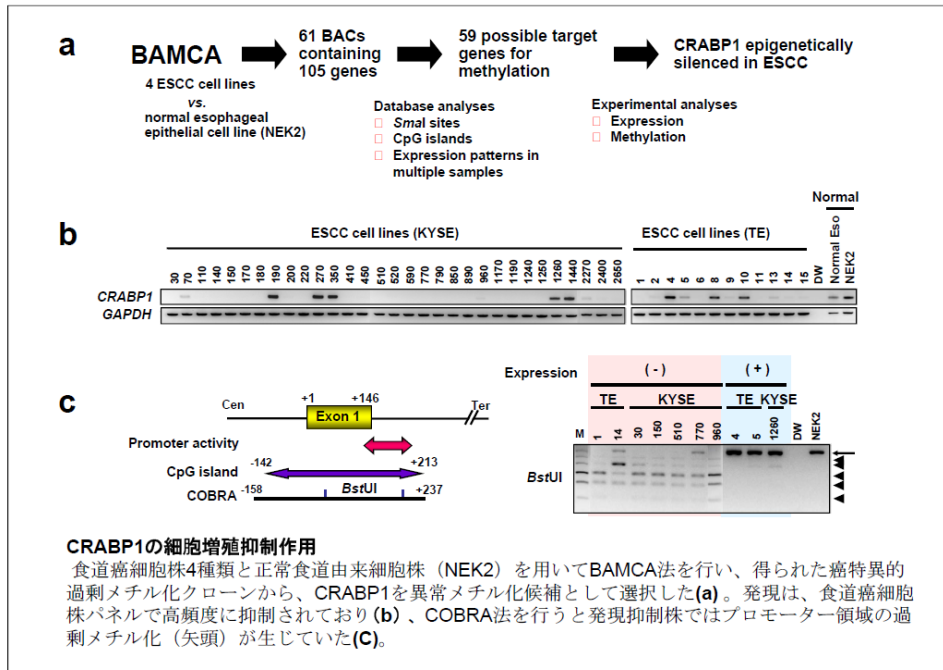 a
BAMCA
4 ESCC cell lines
vs.
normal esophageal
epithelial cell line (NEK2)
61 BACs
containing
105 genes
59 possible target
genes for
methylation
CRABP1 epigenetically
silenced in ESCC
Database analyses
SmaI sites
CpG islands
Expression patterns in
multiple samples
Experimental analyses
Expression
Methylation
b
ESCC cell lines (KYSE)
ESCC cell lines (TE)
Normal
30 70 110 140 150 170 180 190 200 220 270 350 410 450 510 520 590 770 790 850 890 960 1170 1190 1240 1250 1260 1440 2270 2400 2650
1 2 4 5 6 8 9 10 11 13 14 15 DW Normal Eso NEK2
CRABP1
GAPDH
c
Cen
+1
+146
Ter
Exon 1
Promoter activity
-142
+213
CpG island
COBRA
-158
BstUI
+237
Expression
( - )
( + )
TE KYSE TE KYSE
M 1 14 30 150 510 770 960 4 5 1260 DW NEK2
BstUI
CRABP1の細胞増殖抑制作用
食道癌細胞株4種類と正常食道由来細胞株（NEK2）を用いてBAMCA法を行い、得られた癌特異的
過剰メチル化クローンから、CRABP1を異常メチル化候補として選択した(a) 。発現は、食道癌細胞
株パネルで高頻度に抑制されており(b) 、COBRA法を行うと発現抑制株ではプロモーター領域の過
剰メチル化（矢頭）が生じていた(C)。